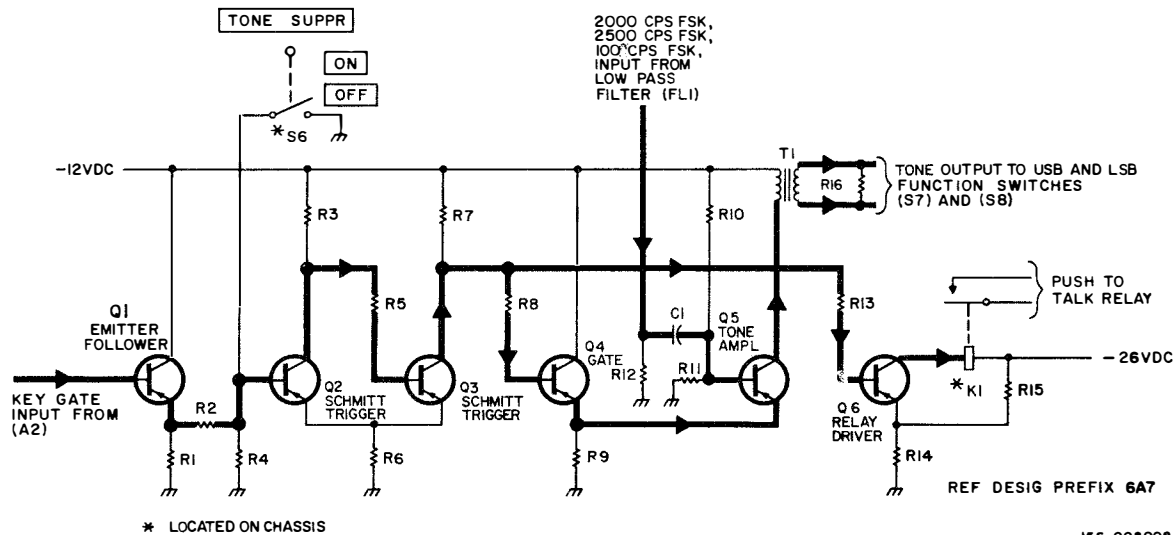 TONE SUPPR
ON
OFF
*S6
2000 CPS FSK,
2500 CPS FSK,
100 CPS FSK,
INPUT FROM
LOW PASS
FILTER (FL1)
-12VDC
T1
R16
TONE OUTPUT TO USB AND LSB
FUNCTION SWITCHES
(S7) AND (S8)
R3
R7
R10
R5
R8
R13
PUSH TO
TALK RELAY
Q1
EMITTER
FOLLOWER
C1
Q5
TONE
AMPL
Q4
GATE
R12
R11
-26VDC
*K1
R15
KEY GATE
INPUT FROM
(A2)
R2
Q2
SCHMITT
TRIGGER
Q3
SCHMITT
TRIGGER
Q6
RELAY
DRIVER
R1
R4
R6
R9
R14
REF DESIG PREFIX 6A7
* LOCATED ON CHASSIS